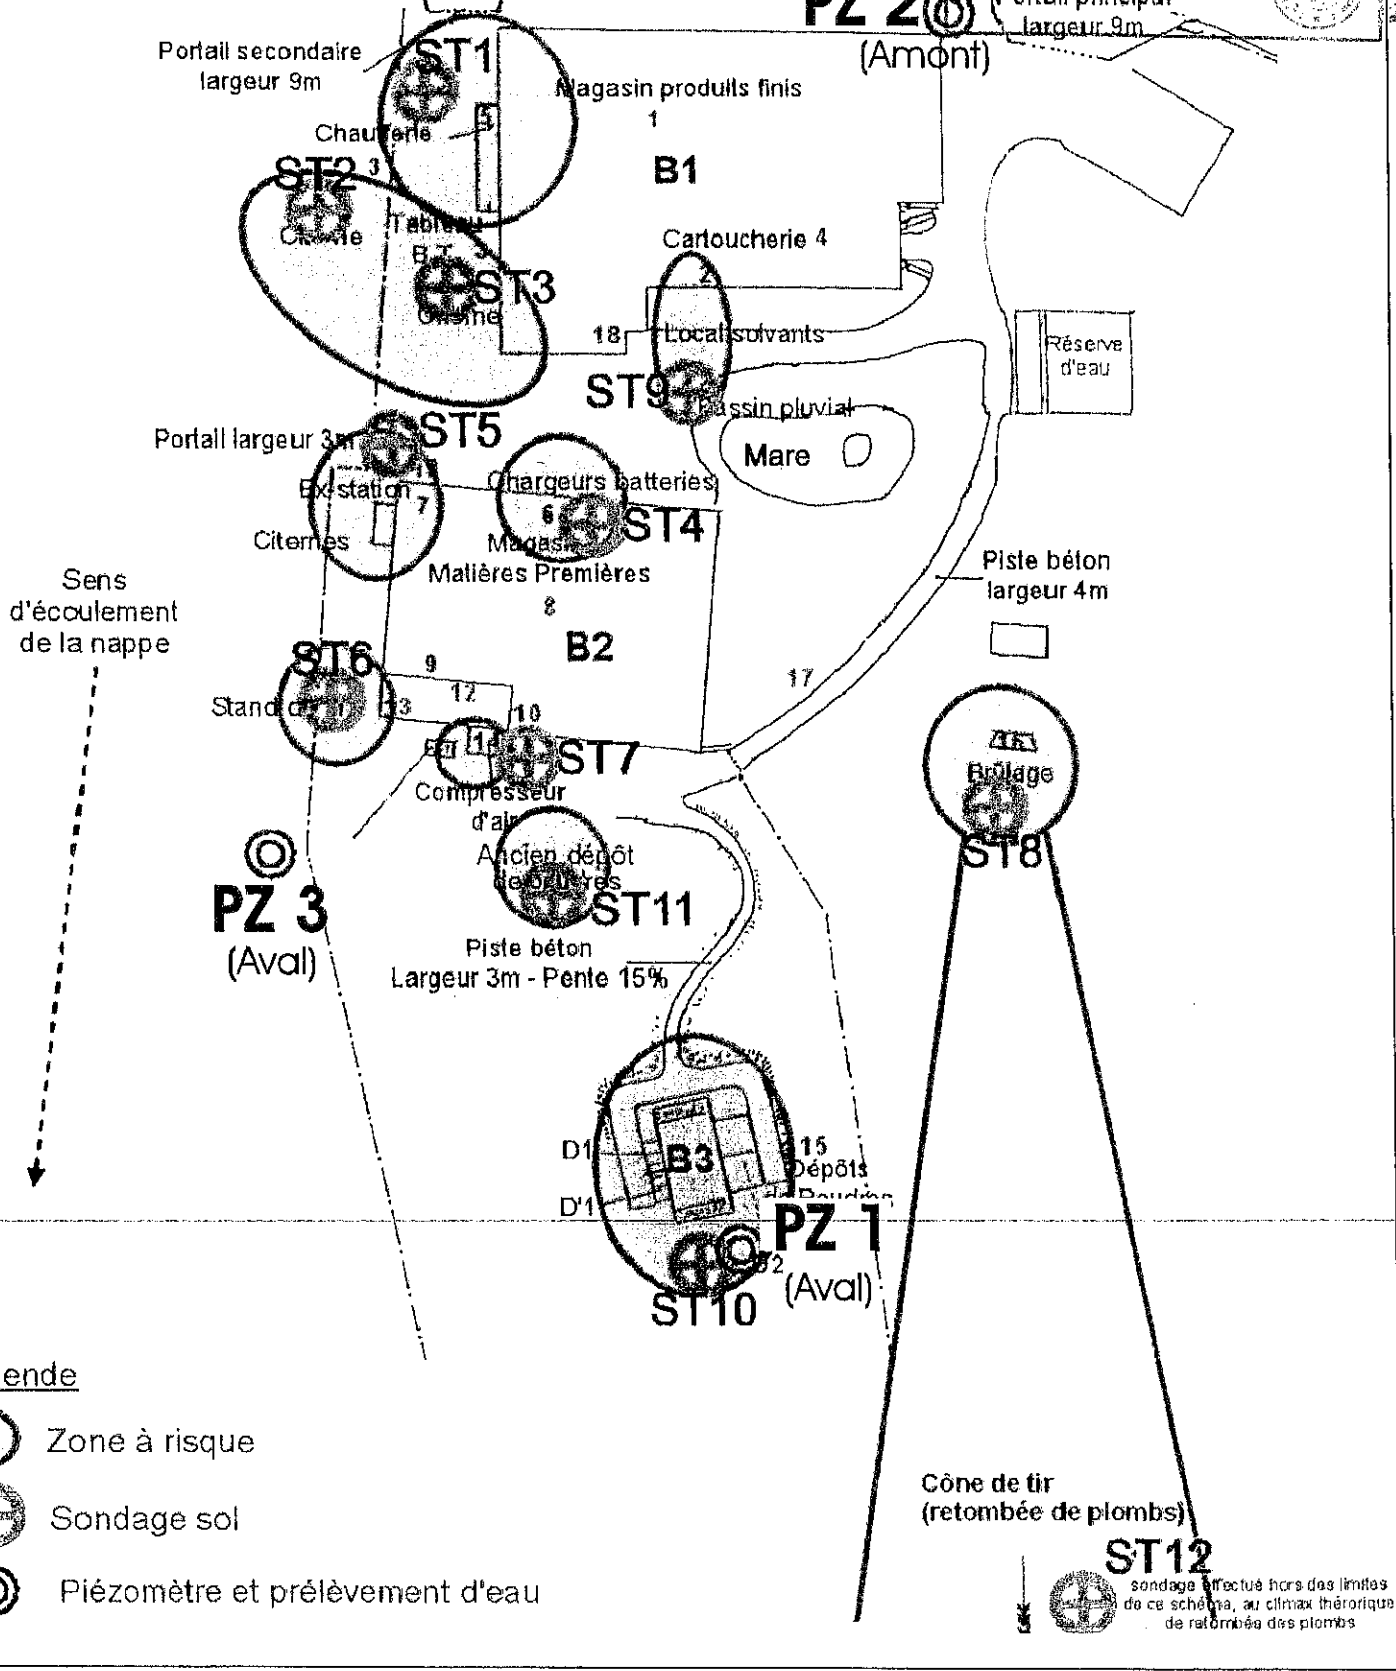 PZ 2
(Amont)
largeur 9m
Portail secondaire
largeur 9m
ST1
Magasin produits finis
1
Chaufferie
B1
ST2
3
Tableau
B.T.
ST3
Cartoucherie 4
2
18
Local solvants
Réserve
d'eau
ST9
Bassin pluvial
Mare
Portail largeur 3m
ST5
Ex station
7
Citernes
Chargeurs batteries
6
ST4
Matières Premières
8
B2
Piste béton
largeur 4m
Sens
d'écoulement
de la nappe
ST6
9
12
Stand
13
10
17
ST7
Compresseur
d'air
Brûlage
ST8
PZ 3
(Aval)
Ancien dépôt
ST11
Piste béton
Largeur 3m - Pente 15%
D1
B3
15
Dépôts
D'1
PZ 1
(Aval)
ST10
ende
Zone à risque
Sondage sol
Piézomètre et prélèvement d'eau
Cône de tir
(retombée de plombs)
ST12
sondage effectué hors des limites
de ce schéma, au climax thérorique
de retombée des plombs